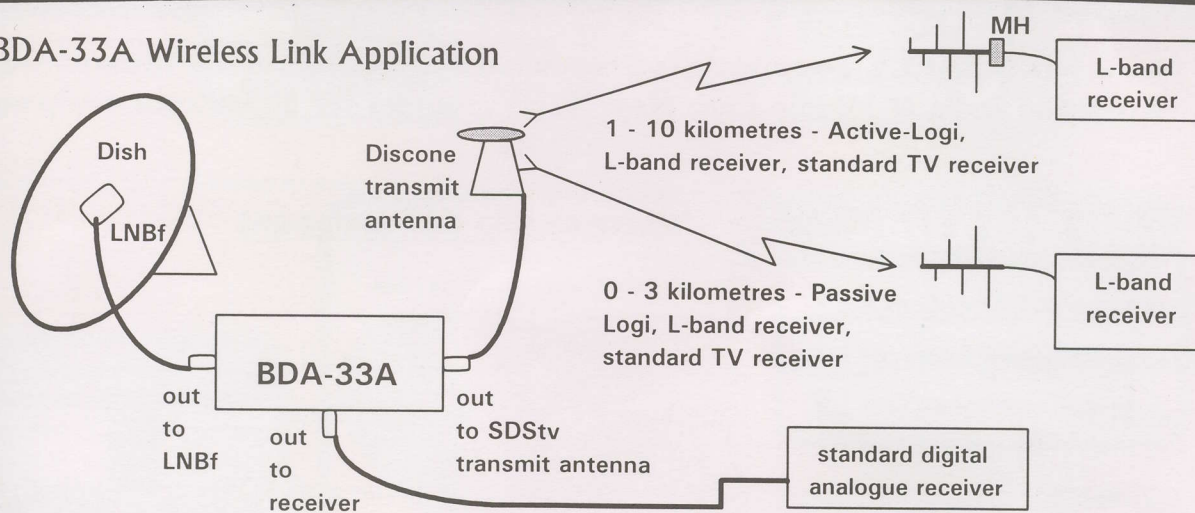 BDA-33A Wireless Link Application
MH
L-band
receiver
Dish
LNBf
Discone
transmit
antenna
1 - 10 kilometres - Active-Logi,
L-band receiver, standard TV receiver
0 - 3 kilometres - Passive
Logi, L-band receiver,
standard TV receiver
L-band
receiver
BDA-33A
out
to
LNBf
out
to
receiver
out
to SDStv
transmit antenna
standard digital
analogue receiver